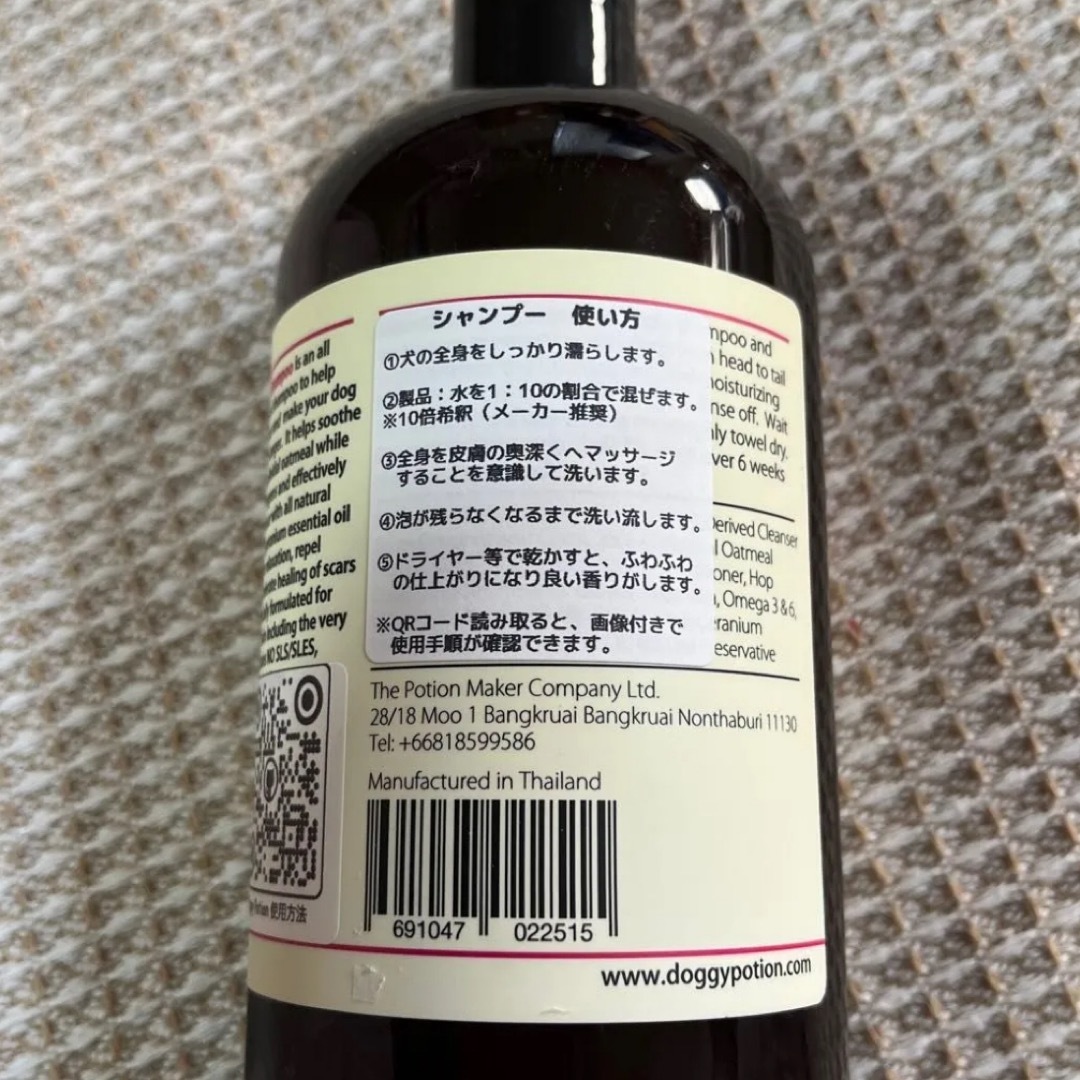 シャンプー 使い方
①犬の全身をしっかり濡らします。
②製品：水を1：10の割合で混ぜます。
※10倍希釈（メーカー推奨）
③全身を皮膚の奥深くへマッサージ
することを意識して洗います。
④泡が残らなくなるまで洗い流します。
⑤ドライヤー等で乾かすと、ふわふわ
の仕上がりになり良い香りがします。
※QRコード読み取ると、画像付きで
使用手順が確認できます。
is an all
shampoo to help
make your dog
It helps soothe
oatmeal while
and effectively
with all natural
essential oil
repel
healing of scars
formulated for
including the very
NO SLS/SLES,
Potion 使用方法
and
head to tail
moisturizing
off. Wait
towel dry.
over 6 weeks
Derived Cleanser
Oatmeal
Hop
Omega 3 & 6,
The Potion Maker Company Ltd.
28/18 Moo 1 Bangkruai Bangkruai Nonthaburi 11130
Tel: +66818599586
Manufactured in Thailand
691047 022515
www.doggypotion.com